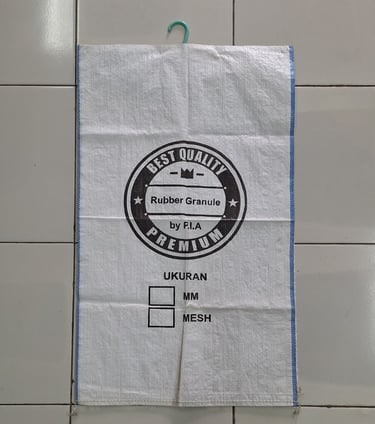 BEST QUALITY
Rubber Granule
by P.I.A
PREMIUM
UKURAN
MM
MESH